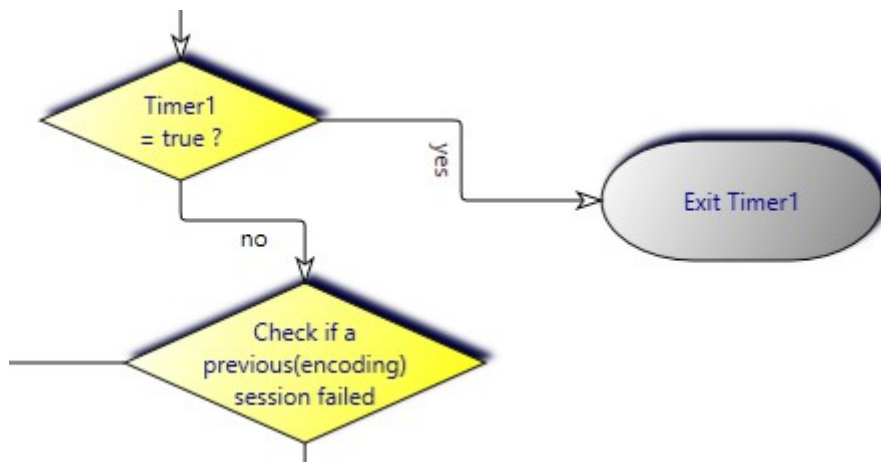 Timer1
= true ?
yes
Exit Timer1
no
Check if a
previous(encoding)
session failed